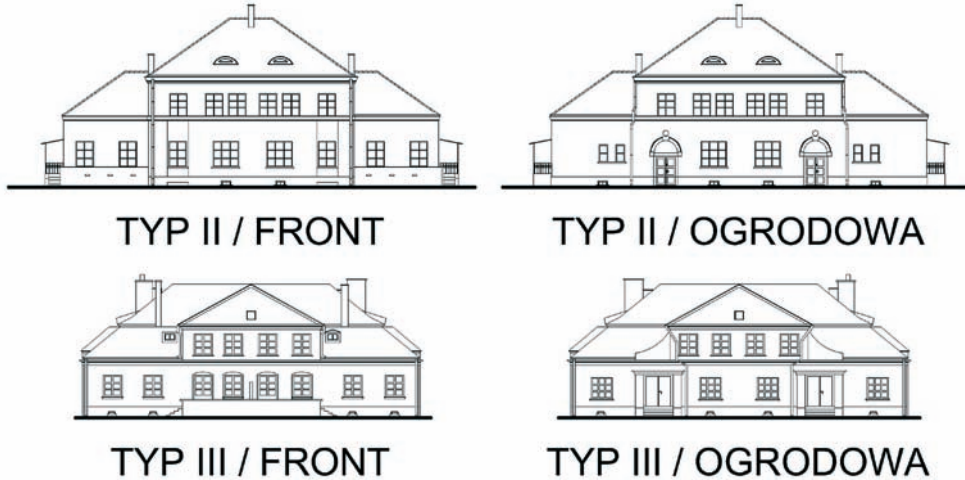 TYP II / FRONT
TYP II / OGRODOWA
TYP III / FRONT
TYP III / OGRODOWA